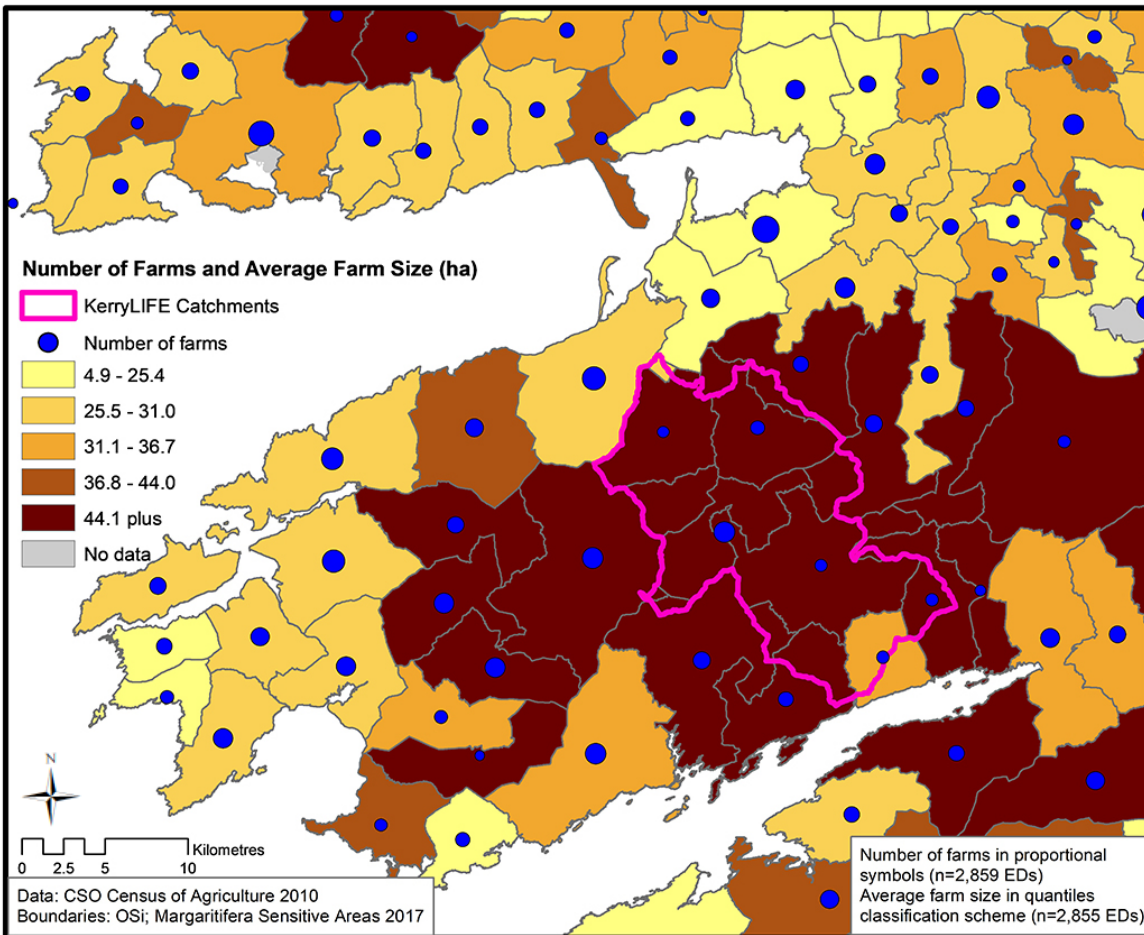 Number of Farms and Average Farm Size (ha)
KerryLIFE Catchments
Number of farms
4.9 - 25.4
25.5 - 31.0
31.1 - 36.7
36.8 - 44.0
44.1 plus
No data
N
0 2.5 5 10 Kilometres
Data: CSO Census of Agriculture 2010
Boundaries: OSi; Margaritifera Sensitive Areas 2017
Number of farms in proportional
symbols (n=2,859 EDs)
Average farm size in quantiles
classification scheme (n=2,855 EDs)